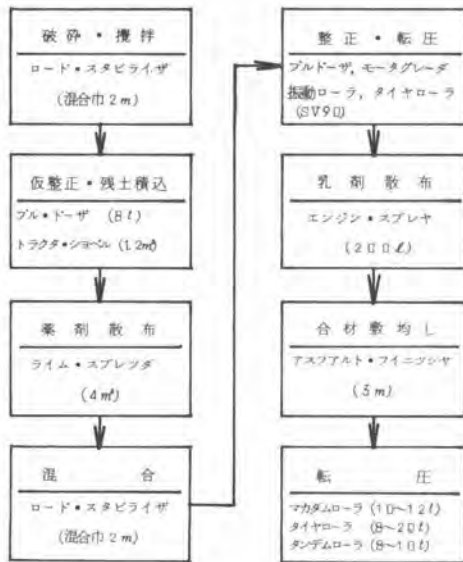 破砕・攪拌
ロード・スタビライザ
(混合巾2m)
仮整正・残土積込
ブル・ドーザ (8t)
トラクタ・ショベル(1.2m³)
薬剤散布
ライム・スプレッダ
(4m³)
混合
ロード・スタビライザ
(混合巾2m)
整正・転圧
ブルドーザ,モータグレーダ
振動ローラ,タイヤローラ
(SV90)
乳剤散布
エンジン・スプレヤ
(200ℓ)
合材敷均し
アスファルト・フィニッシャ
(3m)
転圧
マカダムローラ(10~12t)
タイヤローラ(8~20t)
タンデムローラ(8~10t)